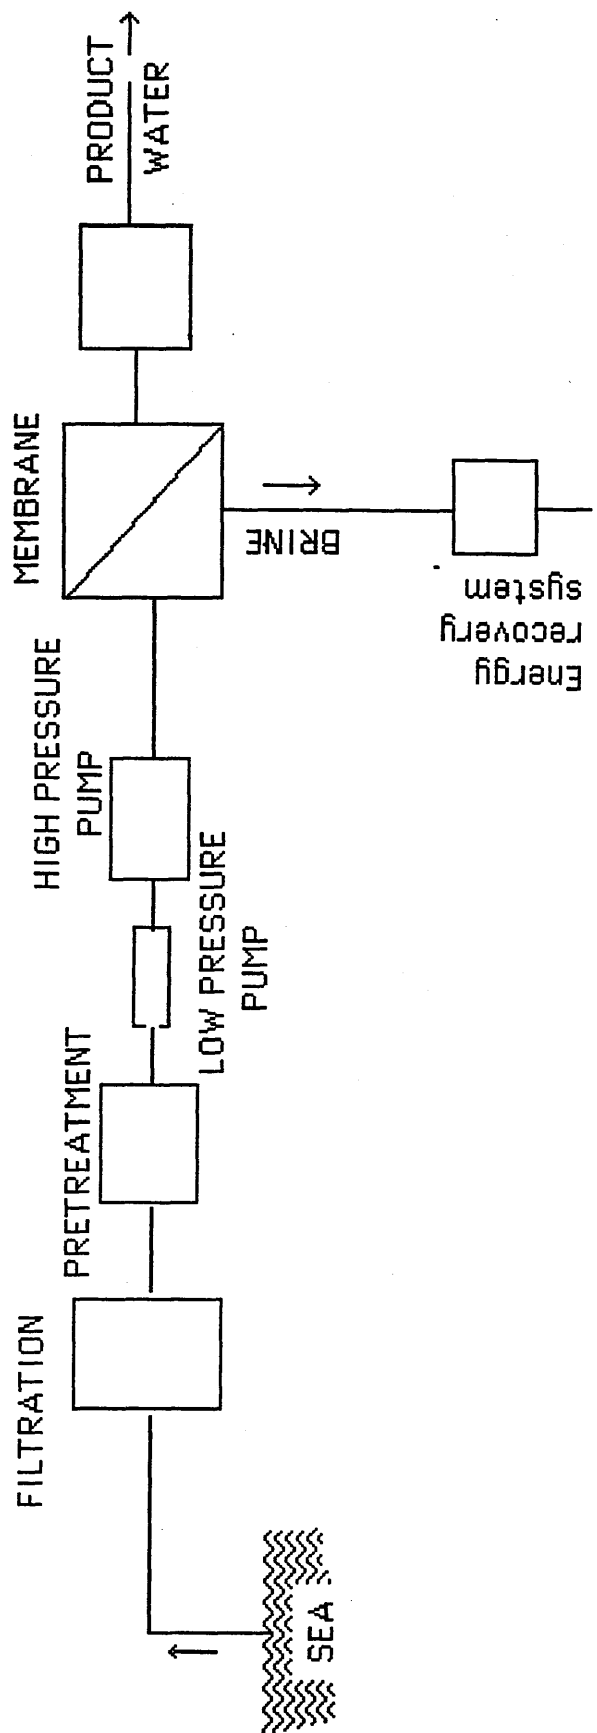 SEA
FILTRATION
PRETREATMENT
LOW PRESSURE
PUMP
HIGH PRESSURE
PUMP
MEMBRANE
BRINE
Energy
recovery
system
PRODUCT
WATER